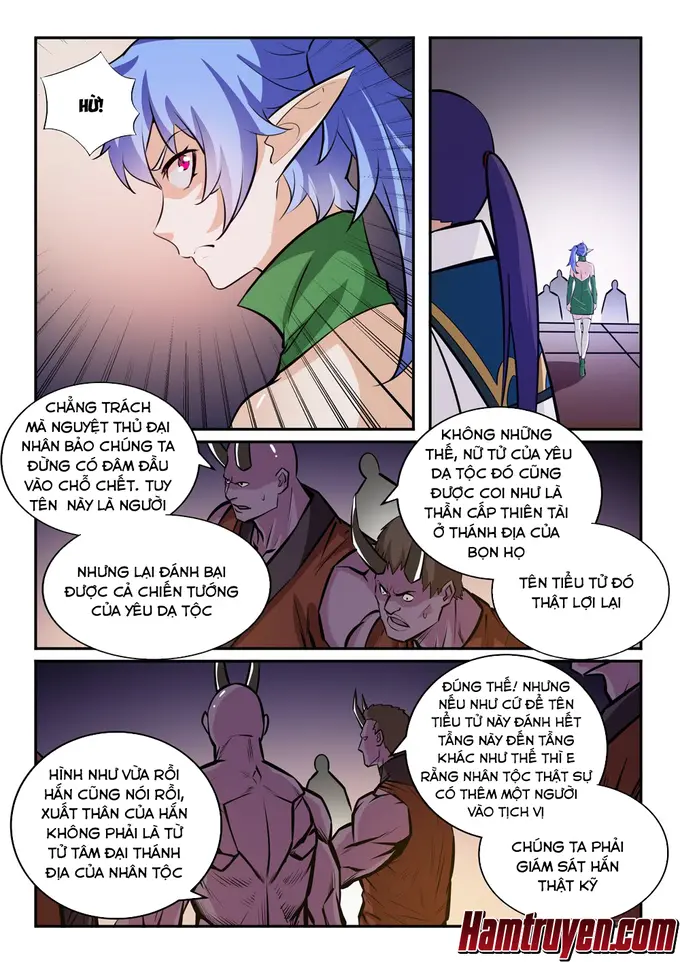 HỪ!
CHẲNG TRÁCH
MÀ NGUYỆT THỦ ĐẠI
NHÂN BẢO CHÚNG TA
ĐỪNG CÓ ĐÂM ĐẦU
VÀO CHỖ CHẾT. TUY
TÊN NÀY LÀ NGƯỜI
NHƯNG LẠI ĐÁNH BẠI
ĐƯỢC CẢ CHIẾN TƯỚNG
CỦA YÊU DẠ TỘC
KHÔNG NHỮNG
THẾ, NỮ TỬ CỦA YÊU
DẠ TỘC ĐÓ CŨNG
ĐƯỢC COI NHƯ LÀ
THẦN CẤP THIÊN TÀI
Ở THÁNH ĐỊA CỦA
BỌN HỌ
TÊN TIỂU TỬ ĐÓ
THẬT LỢI LẠI
HÌNH NHƯ VỪA RỒI
HẮN CŨNG NÓI RỒI,
XUẤT THÂN CỦA HẮN
KHÔNG PHẢI LÀ TỪ
TỬ TÂM ĐẠI THÁNH
ĐỊA CỦA NHÂN TỘC
ĐÚNG THẾ! NHƯNG
NẾU NHƯ CỨ ĐỂ TÊN
TIỂU TỬ NÀY ĐÁNH HẾT
TẦNG NÀY ĐẾN TẦNG
KHÁC NHƯ THẾ THÌ E
RẰNG NHÂN TỘC THẬT SỰ
CÓ THÊM MỘT NGƯỜI
VÀO TỊCH VỊ
CHÚNG TA PHẢI
GIÁM SÁT HẮN
THẬT KỸ
Hamtruyen.com